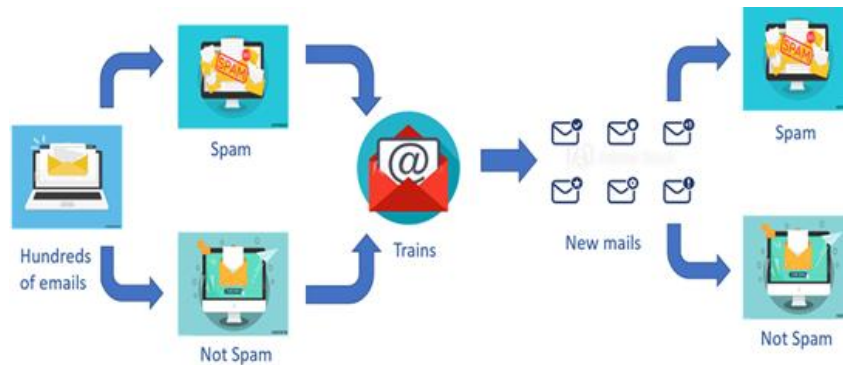 SPAM
Spam
Hundreds
of emails
Not Spam
@
Trains
New mails
SPAM
Spam
Not Spam